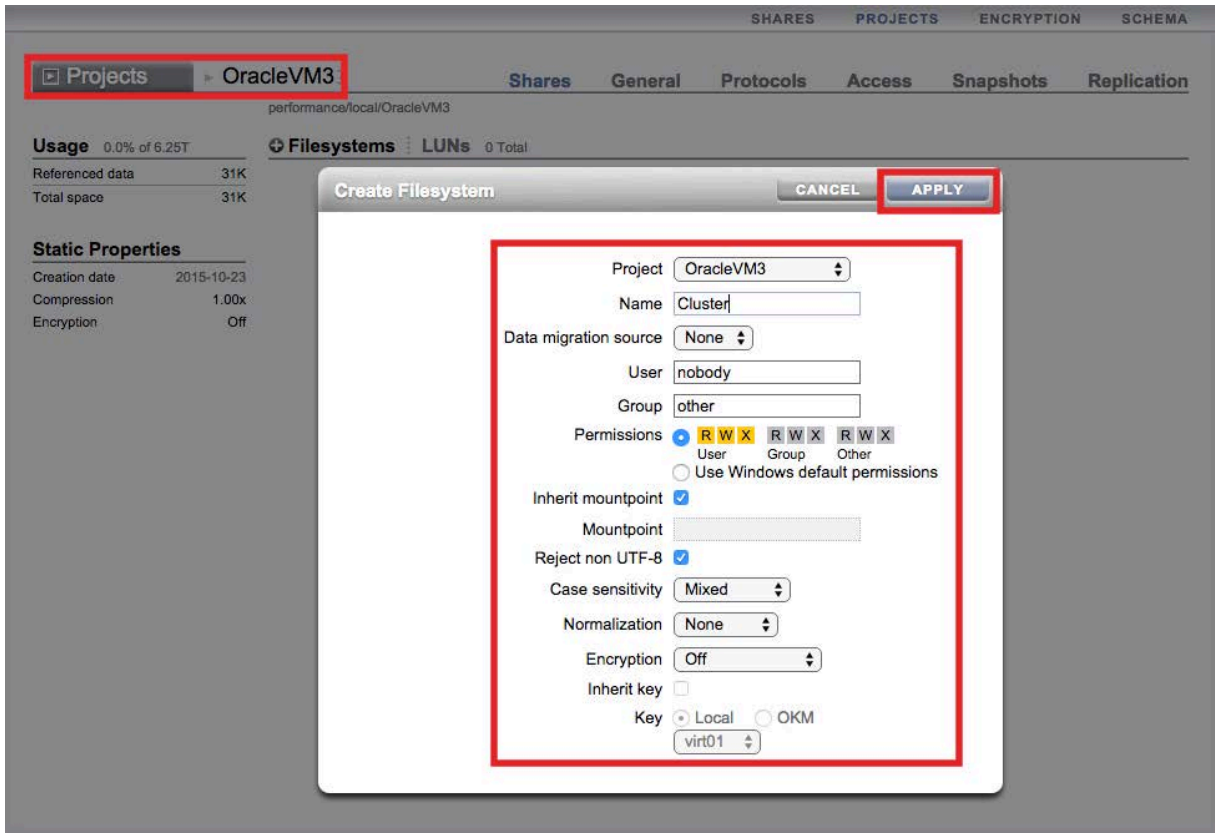 SHARES PROJECTS ENCRYPTION SCHEMA
Projects OracleVM3
Shares General Protocols Access Snapshots Replication
performance/local/OracleVM3
Usage 0.0% of 6.25T
Referenced data 31K
Total space 31K
Static Properties
Creation date 2015-10-23
Compression 1.00x
Encryption Off
Filesystems LUNs 0 Total
Create Filesystem CANCEL APPLY
Project OracleVM3
Name Cluster
Data migration source None
User nobody
Group other
Permissions R W X R W X R W X
User Group Other
Use Windows default permissions
Inherit mountpoint
Mountpoint
Reject non UTF-8
Case sensitivity Mixed
Normalization None
Encryption Off
Inherit key
Key Local OKM
virt01